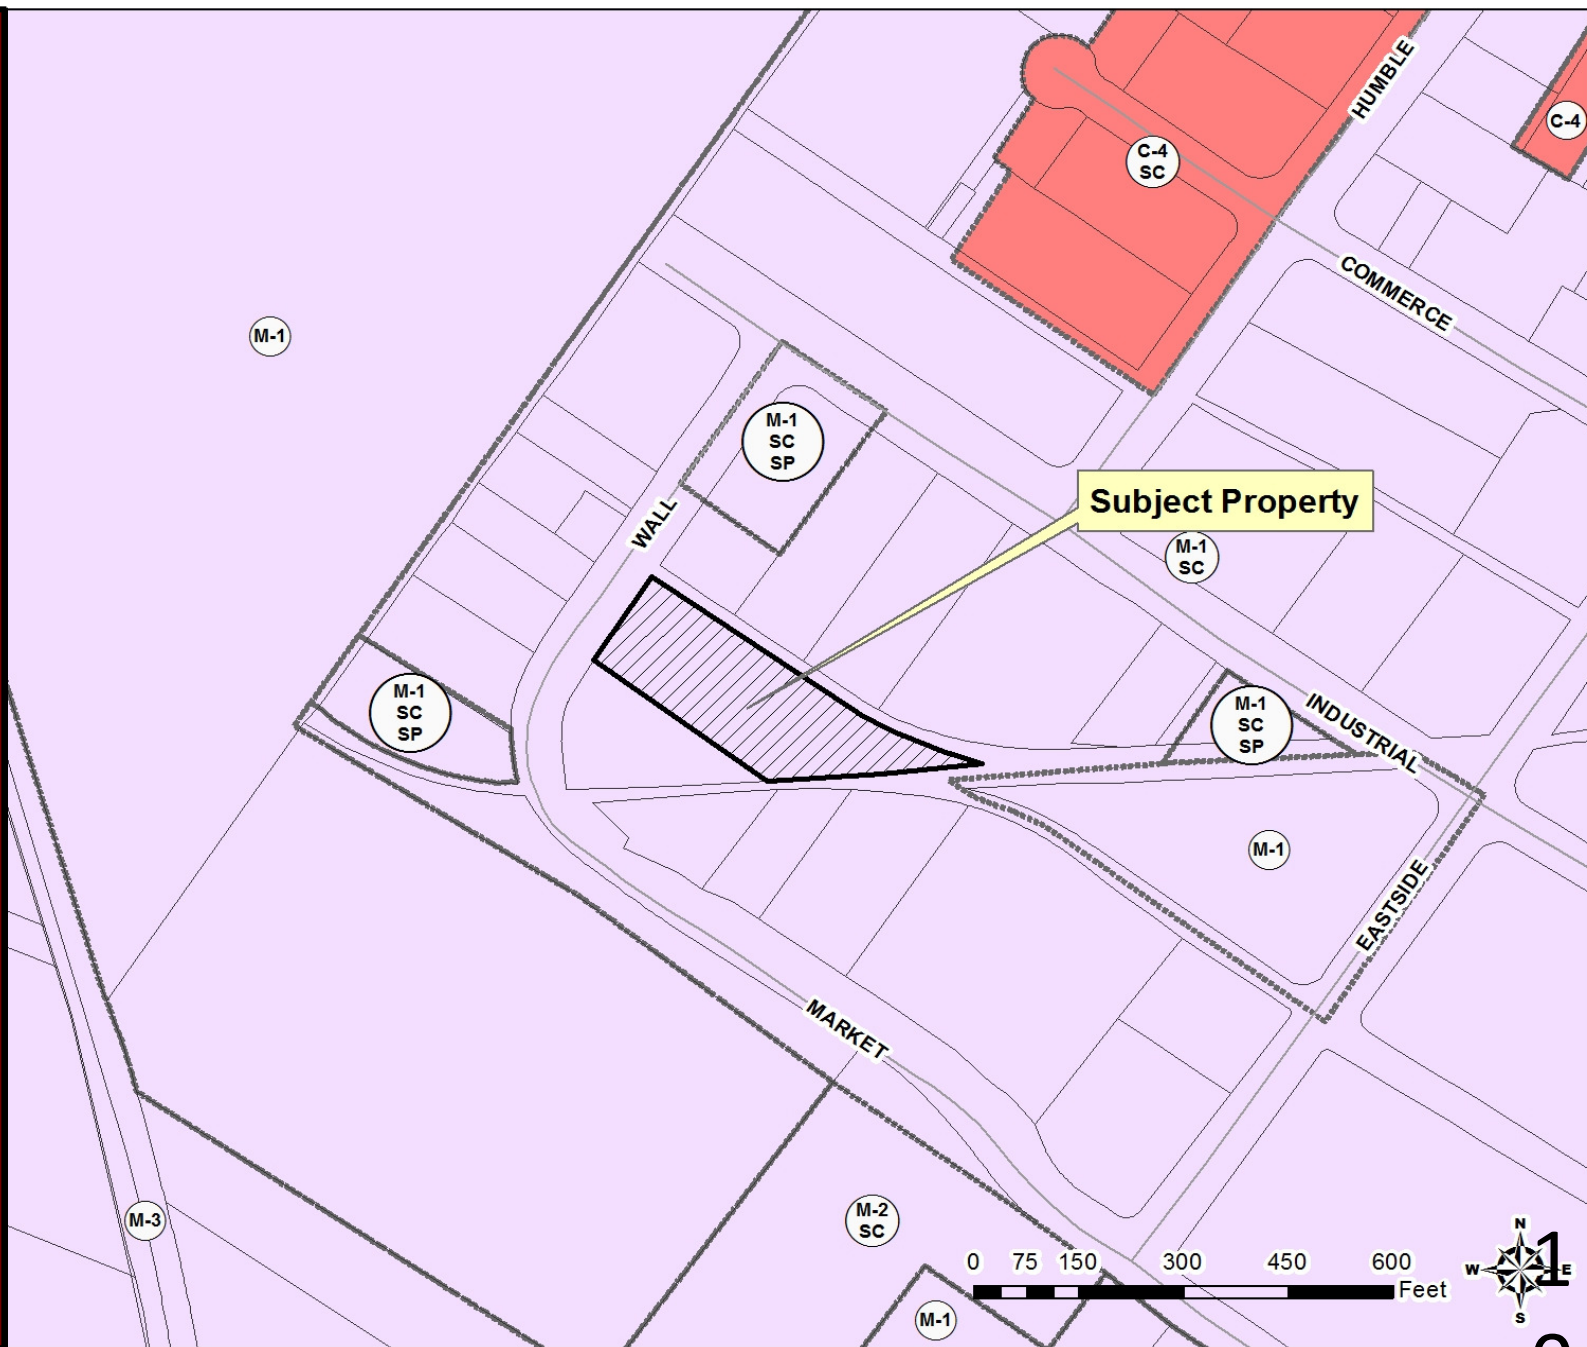 HUMBLE
C-4
C-4
SC
COMMERCE
M-1
M-1
SC
SP
Subject Property
WALL
M-1
SC
M-1
SC
SP
M-1
SC
SP
INDUSTRIAL
M-1
EASTSIDE
MARKET
M-3
M-2
SC
N
W
E
S
1
0 75 150 300 450 600
Feet
M-1